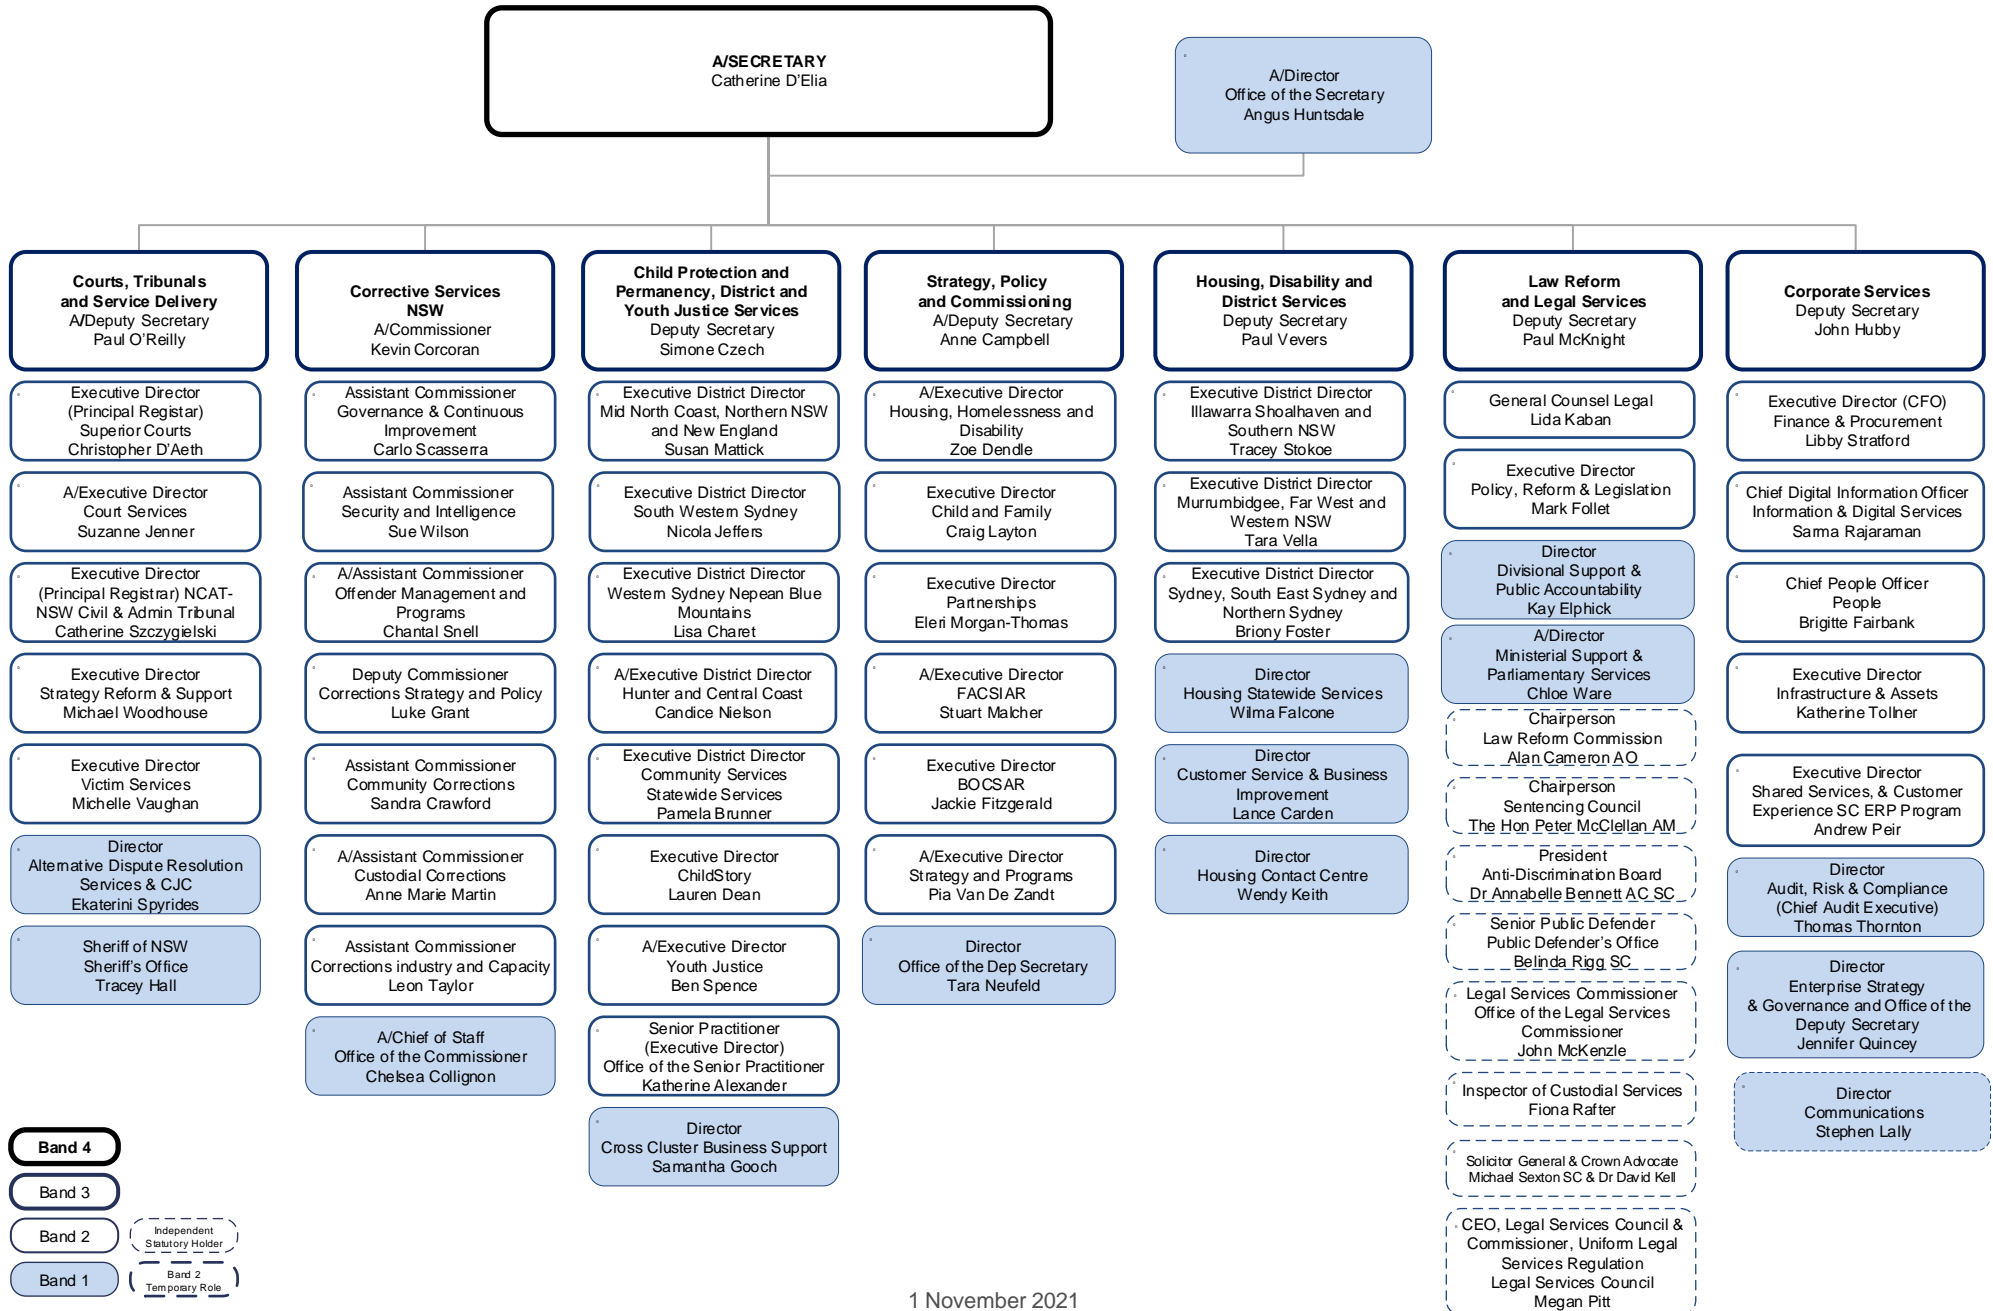 A/SECRETARY
Catherine D'Elia
A/Director
Office of the Secretary
Angus Huntsdale
Courts, Tribunals
and Service Delivery
A/Deputy Secretary
Paul O'Reilly
Executive Director
(Principal Registar)
Superior Courts
Christopher D'Aeth
A/Executive Director
Court Services
Suzanne Jenner
Executive Director
(Principal Registrar) NCAT-
NSW Civil & Admin Tribunal
Catherine Szczygielski
Executive Director
Strategy Reform & Support
Michael Woodhouse
Executive Director
Victim Services
Michelle Vaughan
Director
Alternative Dispute Resolution
Services & CJC
Ekaterini Spyrides
Sheriff of NSW
Sheriff's Office
Tracey Hall
Corrective Services
NSW
A/Commissioner
Kevin Corcoran
Assistant Commissioner
Governance & Continuous
Improvement
Carlo Scasserra
Assistant Commissioner
Security and Intelligence
Sue Wilson
A/Assistant Commissioner
Offender Management and
Programs
Chantal Snell
Deputy Commissioner
Corrections Strategy and Policy
Luke Grant
Assistant Commissioner
Community Corrections
Sandra Crawford
A/Assistant Commissioner
Custodial Corrections
Anne Marie Martin
Assistant Commissioner
Corrections industry and Capacity
Leon Taylor
A/Chief of Staff
Office of the Commissioner
Chelsea Collignon
Child Protection and
Permanency, District and
Youth Justice Services
Deputy Secretary
Simone Czech
Executive District Director
Mid North Coast, Northern NSW
and New England
Susan Mattick
Executive District Director
South Western Sydney
Nicola Jeffers
Executive District Director
Western Sydney Nepean Blue
Mountains
Lisa Charet
A/Executive District Director
Hunter and Central Coast
Candice Nielson
Executive District Director
Community Services
Statewide Services
Pamela Brunner
Executive Director
ChildStory
Lauren Dean
A/Executive Director
Youth Justice
Ben Spence
Senior Practitioner
(Executive Director)
Office of the Senior Practitioner
Katherine Alexander
Director
Cross Cluster Business Support
Samantha Gooch
Strategy, Policy
and Commissioning
A/Deputy Secretary
Anne Campbell
A/Executive Director
Housing, Homelessness and
Disability
Zoe Dendle
Executive Director
Child and Family
Craig Layton
Executive Director
Partnerships
Eleri Morgan-Thomas
A/Executive Director
FACSIAR
Stuart Malcher
Executive Director
BOCSAR
Jackie Fitzgerald
A/Executive Director
Strategy and Programs
Pia Van De Zandt
Director
Office of the Dep Secretary
Tara Neufeld
Housing, Disability and
District Services
Deputy Secretary
Paul Vevers
Executive District Director
Illawarra Shoalhaven and
Southern NSW
Tracey Stokoe
Executive District Director
Murrumbidgee, Far West and
Western NSW
Tara Vella
Executive District Director
Sydney, South East Sydney and
Northern Sydney
Briony Foster
Director
Housing Statewide Services
Wilma Falcone
Director
Customer Service & Business
Improvement
Lance Carden
Director
Housing Contact Centre
Wendy Keith
Law Reform
and Legal Services
Deputy Secretary
Paul McKnight
General Counsel Legal
Lida Kaban
Executive Director
Policy, Reform & Legislation
Mark Follet
Director
Divisional Support &
Public Accountability
Kay Elphick
A/Director
Ministerial Support &
Parliamentary Services
Chloe Ware
Chairperson
Law Reform Commission
Alan Cameron AO
Chairperson
Sentencing Council
The Hon Peter McClellan AM
President
Anti-Discrimination Board
Dr Annabelle Bennett AC SC
Senior Public Defender
Public Defender's Office
Belinda Rigg SC
Legal Services Commissioner
Office of the Legal Services
Commissioner
John McKenzle
Inspector of Custodial Services
Fiona Rafter
Solicitor General & Crown Advocate
Michael Sexton SC & Dr David Kell
CEO, Legal Services Council &
Commissioner, Uniform Legal
Services Regulation
Legal Services Council
Megan Pitt
Corporate Services
Deputy Secretary
John Hubby
Executive Director (CFO)
Finance & Procurement
Libby Stratford
Chief Digital Information Officer
Information & Digital Services
Sarma Rajaraman
Chief People Officer
People
Brigitte Fairbank
Executive Director
Infrastructure & Assets
Katherine Tollner
Executive Director
Shared Services, & Customer
Experience SC ERP Program
Andrew Peir
Director
Audit, Risk & Compliance
(Chief Audit Executive)
Thomas Thornton
Director
Enterprise Strategy
& Governance and Office of the
Deputy Secretary
Jennifer Quincey
Director
Communications
Stephen Lally
Band 4
Band 3
Band 2
Independent
Statutory Holder
Band 1
Band 2
Temporary Role
1 November 2021